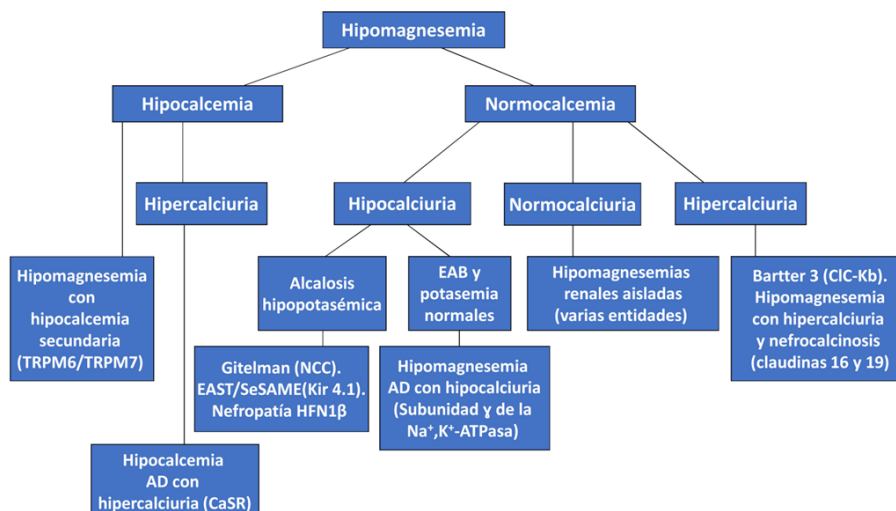 Hipomagnesemia
Hipocalcemia
Normocalcemia
Hipercalciuria
Hipocalciuria
Normocalciuria
Hipercalciuria
Hipomagnesemia
con
hipocalcemia
secundaria
(TRPM6/TRPM7)
Alcalosis
hipopotasémica
EAB y
potasemia
normales
Hipomagnesemias
renales aisladas
(varias entidades)
Bartter 3 (ClC-Kb).
Hipomagnesemia
con hipercalciuria
y nefrocalcinosis
(claudinas 16 y 19)
Gitelman (NCC).
EAST/SeSAME(Kir 4.1).
Nefropatía HFN1β
Hipomagnesemia
AD con hipocalciuria
(Subunidad ɣ de la
Na⁺,K⁺-ATPasa)
Hipocalcemia
AD con
hipercalciuria (CaSR)